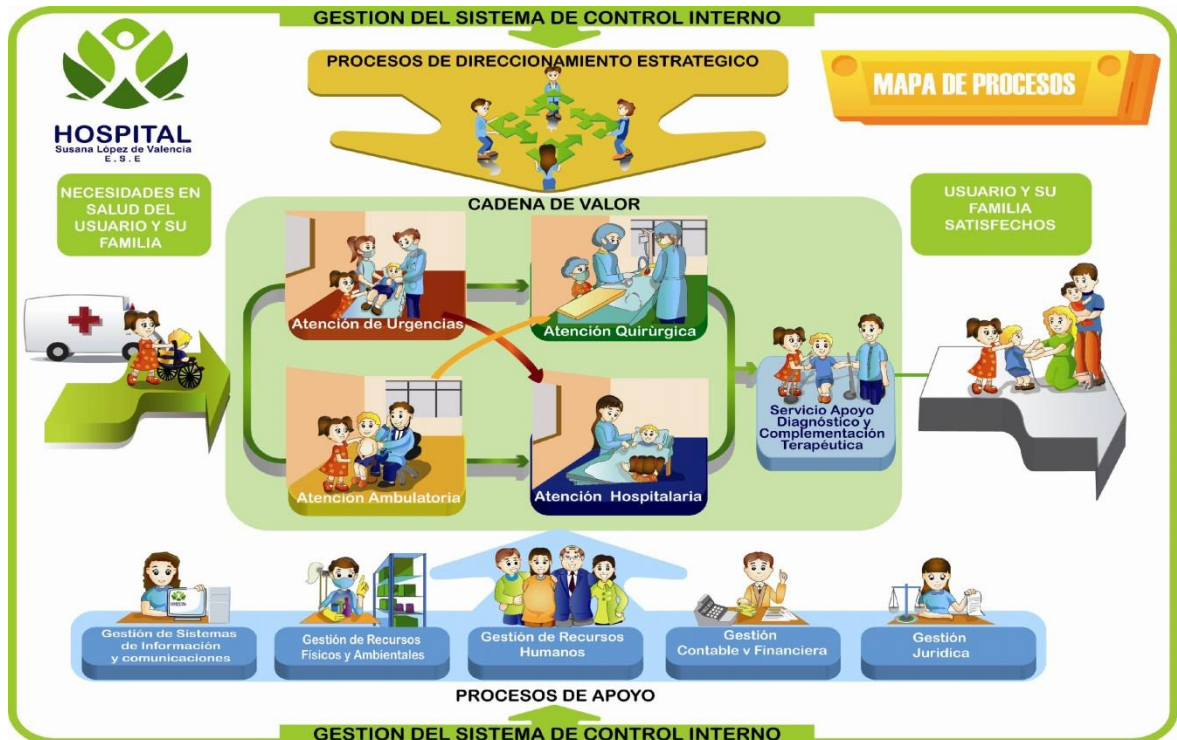 GESTION DEL SISTEMA DE CONTROL INTERNO
PROCESOS DE DIRECCIONAMIENTO ESTRATEGICO
MAPA DE PROCESOS
HOSPITAL
Susana López de Valencia
E.S.E
NECESIDADES EN
SALUD DEL
USUARIO Y SU
FAMILIA
CADENA DE VALOR
USUARIO Y SU
FAMILIA
SATISFECHOS
Atención de Urgencias
Atención Quirùrgica
Atención Ambulatoria
Atención Hospitalaria
Servicio Apoyo
Diagnóstico y
Complementación
Terapéutica
Gestión de Sistemas
de Información
y comunicaciones
Gestión de Recursos
Físicos y Ambientales
Gestión de Recursos
Humanos
Gestión
Contable y Financiera
Gestión
Jurídica
PROCESOS DE APOYO
GESTION DEL SISTEMA DE CONTROL INTERNO